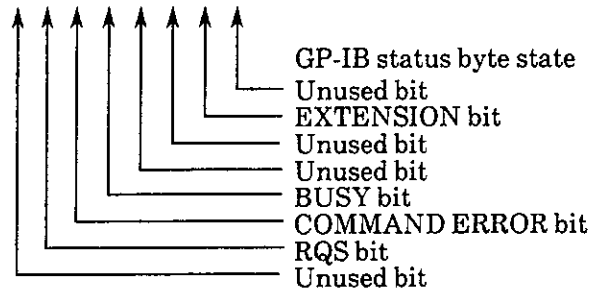 GP-IB status byte state
Unused bit
EXTENSION bit
Unused bit
Unused bit
BUSY bit
COMMAND ERROR bit
RQS bit
Unused bit